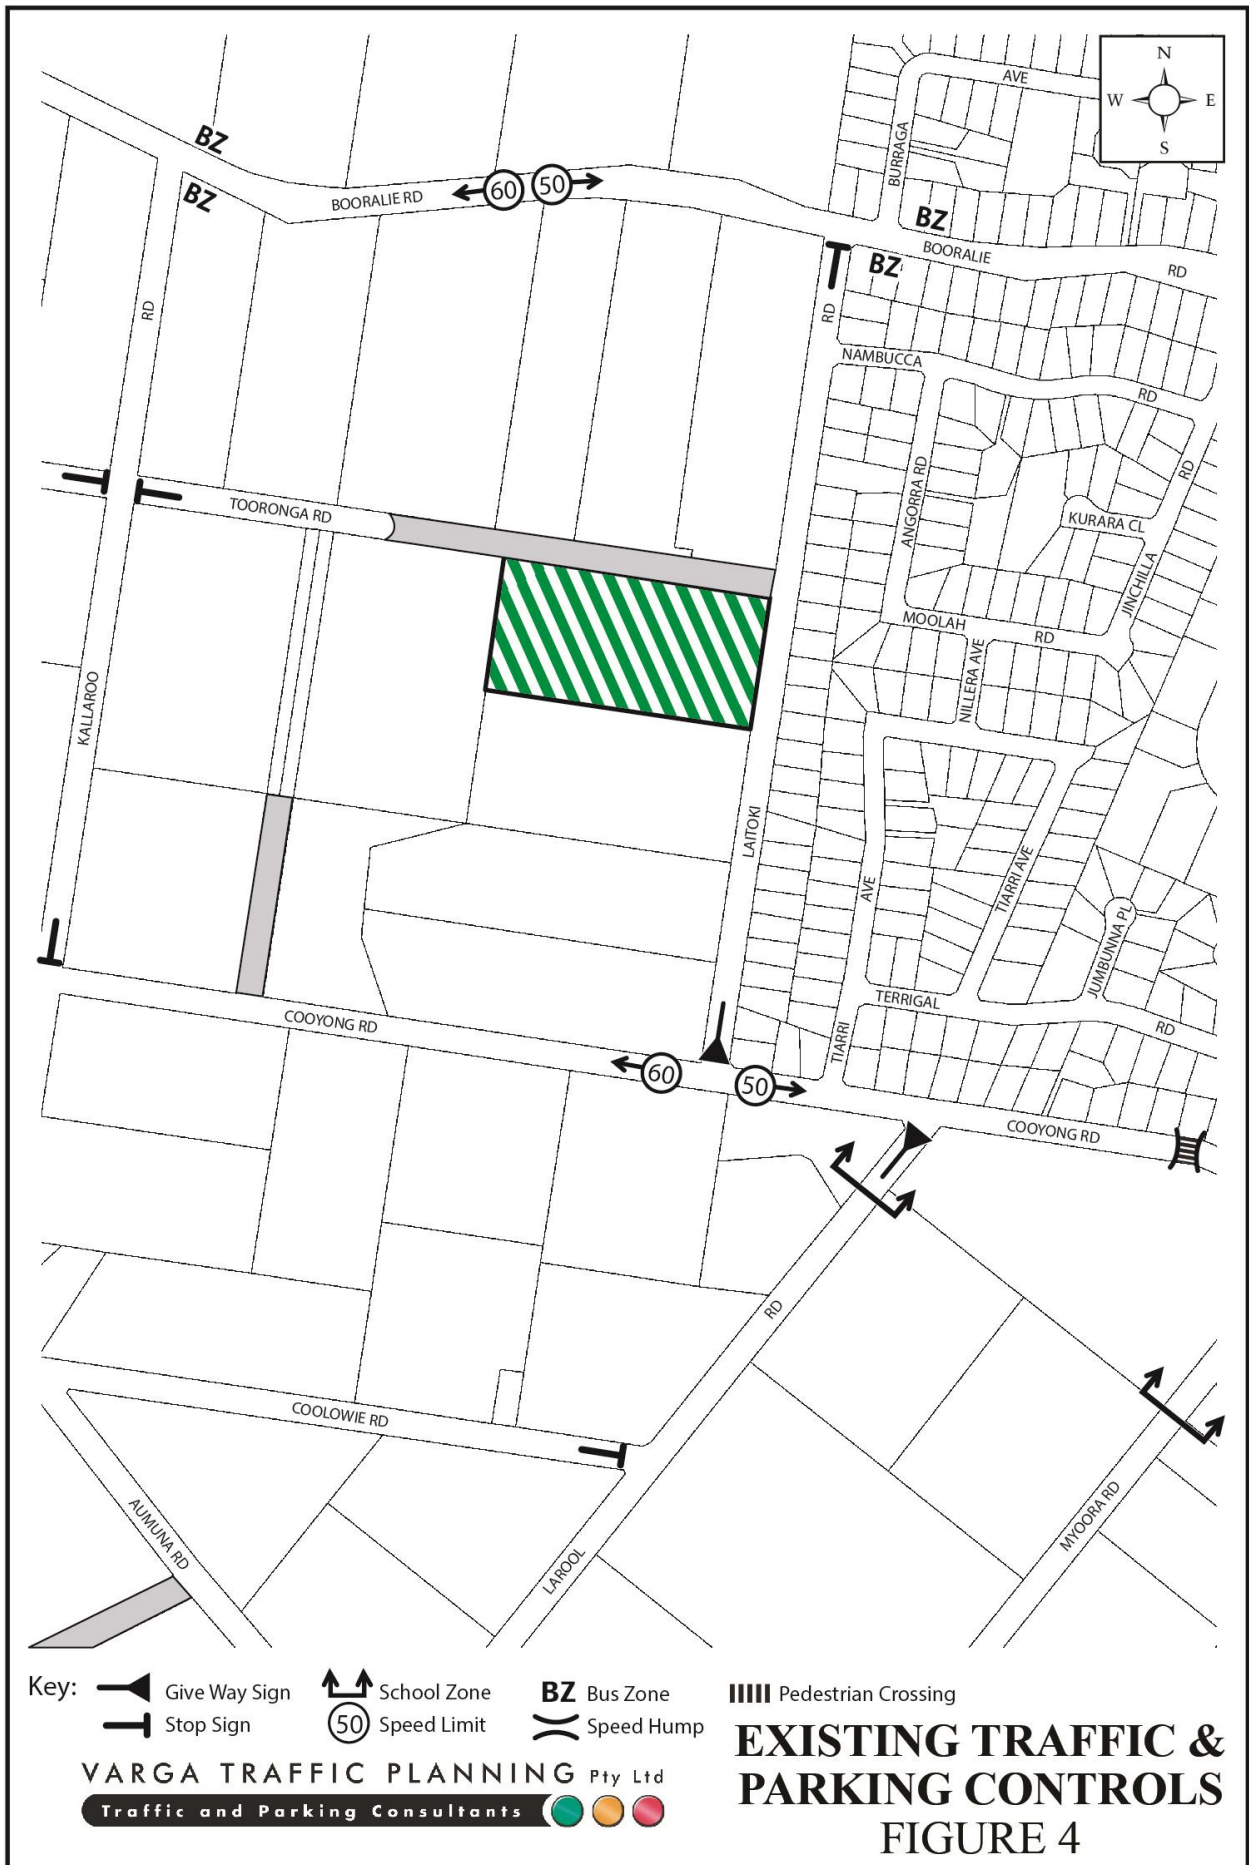 N
W E
S
AVE
BURRAGA
BZ
BZ
BOORALIE RD
60
50
BZ
BOORALIE
RD
BZ
RD
RD
NAMBUCCA
RD
ANGORRA RD
RD
KURARA CL
JINCHILLA
TOORONGA RD
MOOLAH
RD
NILLERA AVE
KALLAROO
LAITOKI
AVE
TIARRI AVE
JUMBUNNA PL
TERRIGAL
RD
TIARRI
COOYONG RD
60
50
COOYONG RD
RD
COOLOWIE RD
AUMUNA RD
LAROOL
MYOORA RD
Key:
Give Way Sign
School Zone
BZ Bus Zone
Pedestrian Crossing
Stop Sign
50 Speed Limit
Speed Hump
EXISTING TRAFFIC &
PARKING CONTROLS
FIGURE 4
VARGA TRAFFIC PLANNING Pty Ltd
Traffic and Parking Consultants